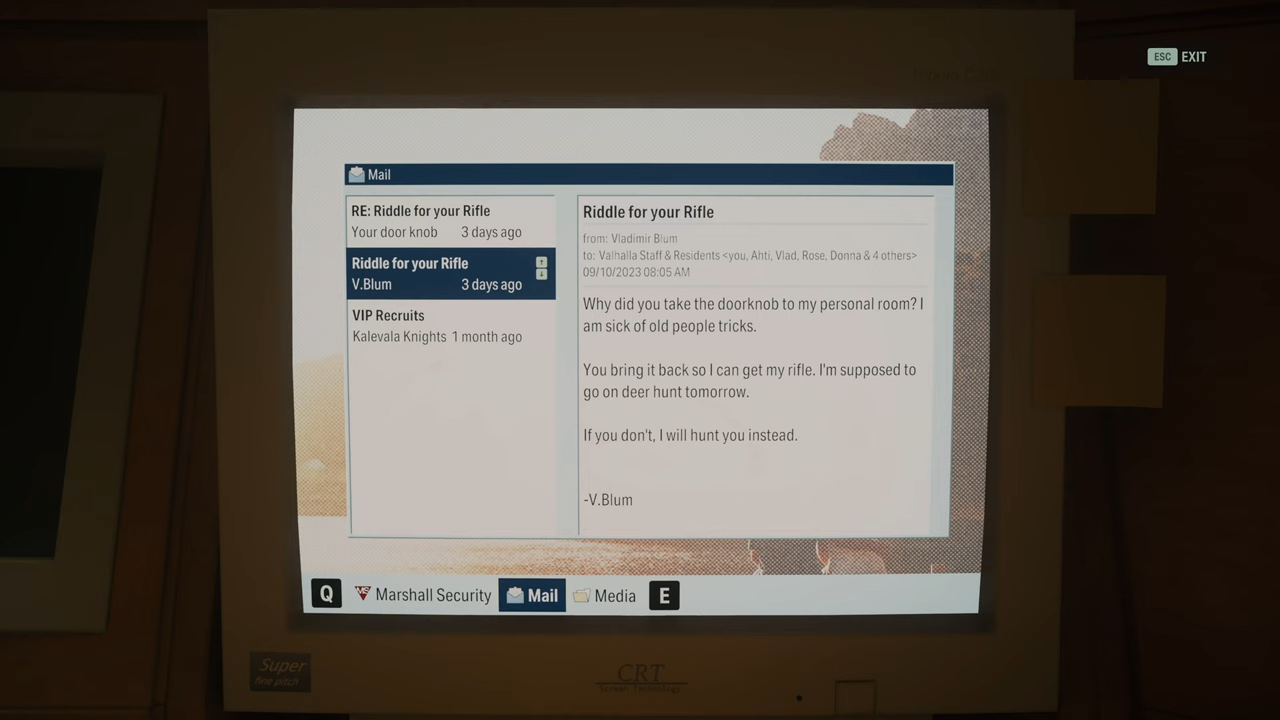 ESC EXIT
Mail
RE: Riddle for your Rifle
Your door knob 3 days ago
Riddle for your Rifle
V.Blum 3 days ago
VIP Recruits
Kalevala Knights 1 month ago
Riddle for your Rifle
from: Vladimir Blum
to: Valhalla Staff & Residents <you, Ahti, Vlad, Rose, Donna & 4 others>
09/10/2023 08:05 AM
Why did you take the doorknob to my personal room? I
am sick of old people tricks.
You bring it back so I can get my rifle. I'm supposed to
go on deer hunt tomorrow.
If you don't, I will hunt you instead.
-V.Blum
Q Marshall Security Mail Media E
Super
fine pitch
CRT
Screen Technology